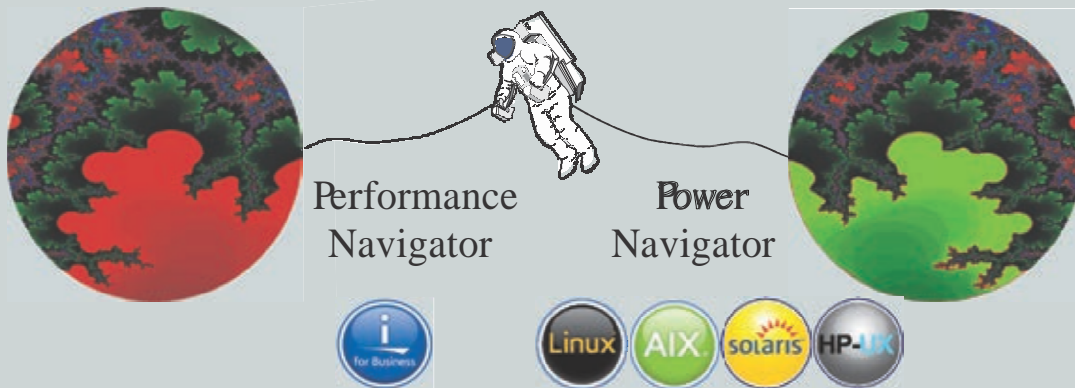 Performance
Navigator
Power
Navigator
i
for Business
Linux
AIX
solaris
HP-UX